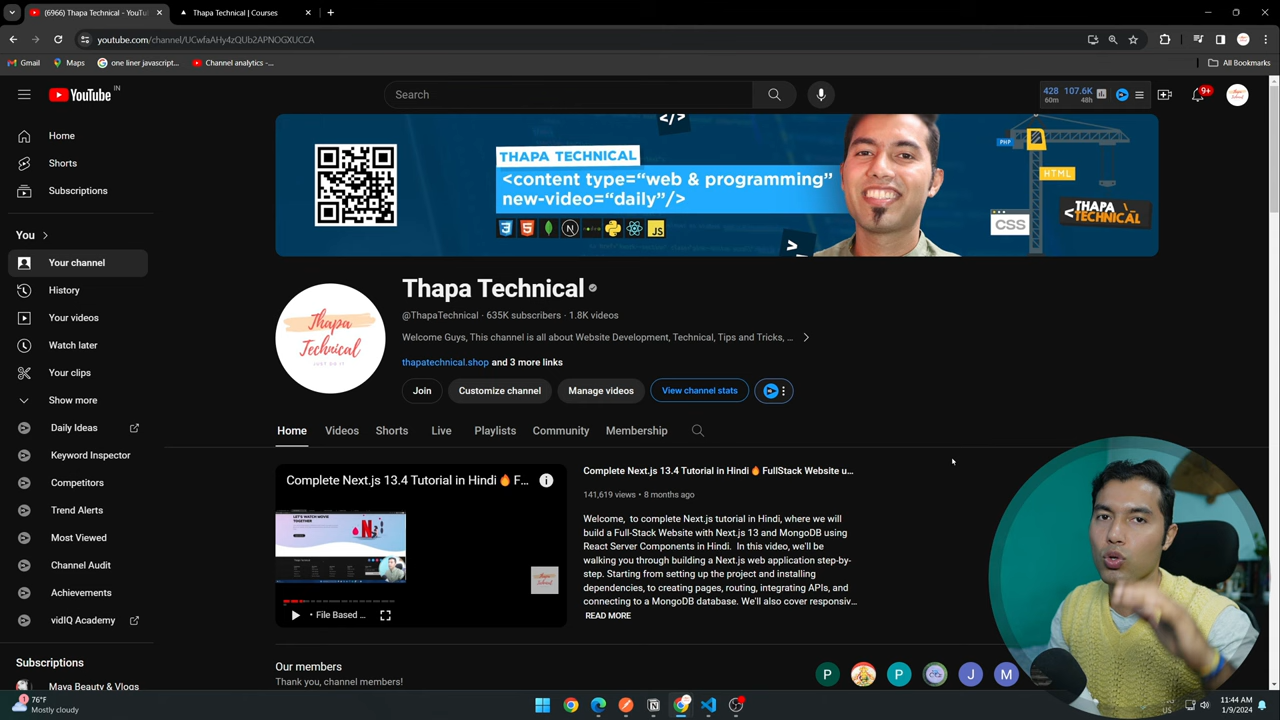 (6966) Thapa Technical - YouTu
Thapa Technical | Courses
youtube.com/channel/UCwfaAHy4zQUb2APNOGXUCCA
Gmail
Maps
one liner javascript...
Channel analytics -...
All Bookmarks
YouTube
IN
Search
428
60m
107.6K
48h
9+
Home
Shorts
Subscriptions
You
Your channel
History
Your videos
Watch later
Your clips
Show more
Daily Ideas
Keyword Inspector
Competitors
Trend Alerts
Most Viewed
Channel Audit
Achievements
vidIQ Academy
Subscriptions
Maya Beauty & Vlogs
</>
THAPA TECHNICAL
<content type="web & programming"
new-video="daily"/>
JS
>
PHP
HTML
CSS
<THAPA \_
TECHNICAL
Thapa
Technical
JUST DO IT
Thapa Technical
@ThapaTechnical · 635K subscribers · 1.8K videos
Welcome Guys, This channel is all about Website Development, Technical, Tips and Tricks, ...
thapatechnical.shop and 3 more links
Join
Customize channel
Manage videos
View channel stats
Home
Videos
Shorts
Live
Playlists
Community
Membership
Complete Next.js 13.4 Tutorial in Hindi🔥 F...
LET'S WATCH MOVIE
TOGETHER
• File Based ...
Complete Next.js 13.4 Tutorial in Hindi🔥 FullStack Website u...
141,619 views • 8 months ago
Welcome, to complete Next.js tutorial in Hindi, where we will
build a Full-Stack Website with Next.js 13 and MongoDB using
React Server Components in Hindi. In this video, we'll be
walking you through building a Next.js web application step-by-
step. Starting from setting up the project and installing
dependencies, to creating pages, routing, integrating APIs, and
connecting to a MongoDB database. We'll also cover responsiv...
READ MORE
Our members
Thank you, channel members!
P
P
J
M
76°F
Mostly cloudy
US
11:44 AM
1/9/2024